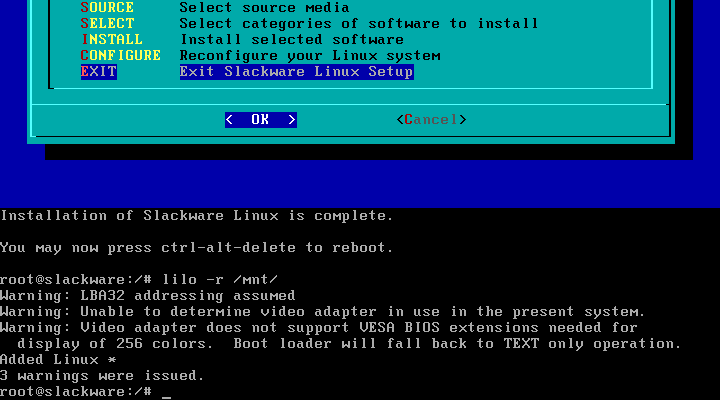 SOURCE Select source media
SELECT Select categories of software to install
INSTALL Install selected software
CONFIGURE Reconfigure your Linux system
EXIT Exit Slackware Linux Setup
< OK > <Cancel>
Installation of Slackware Linux is complete.
You may now press ctrl-alt-delete to reboot.
root@slackware:/# lilo -r /mnt/
Warning: LBA32 addressing assumed
Warning: Unable to determine video adapter in use in the present system.
Warning: Video adapter does not support VESA BIOS extensions needed for
display of 256 colors.  Boot loader will fall back to TEXT only operation.
Added Linux *
3 warnings were issued.
root@slackware:/# _